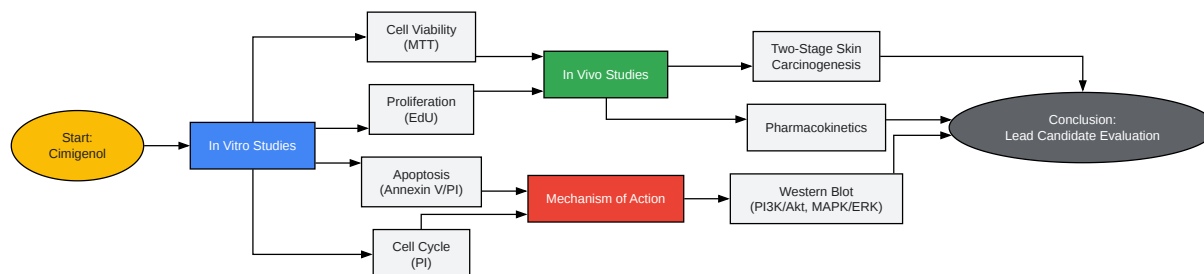 Start:
Cimigenol
In Vitro Studies
Cell Viability
(MTT)
Proliferation
(EdU)
Apoptosis
(Annexin V/PI)
Cell Cycle
(PI)
In Vivo Studies
Mechanism of Action
Two-Stage Skin
Carcinogenesis
Pharmacokinetics
Western Blot
(PI3K/Akt, MAPK/ERK)
Conclusion:
Lead Candidate Evaluation